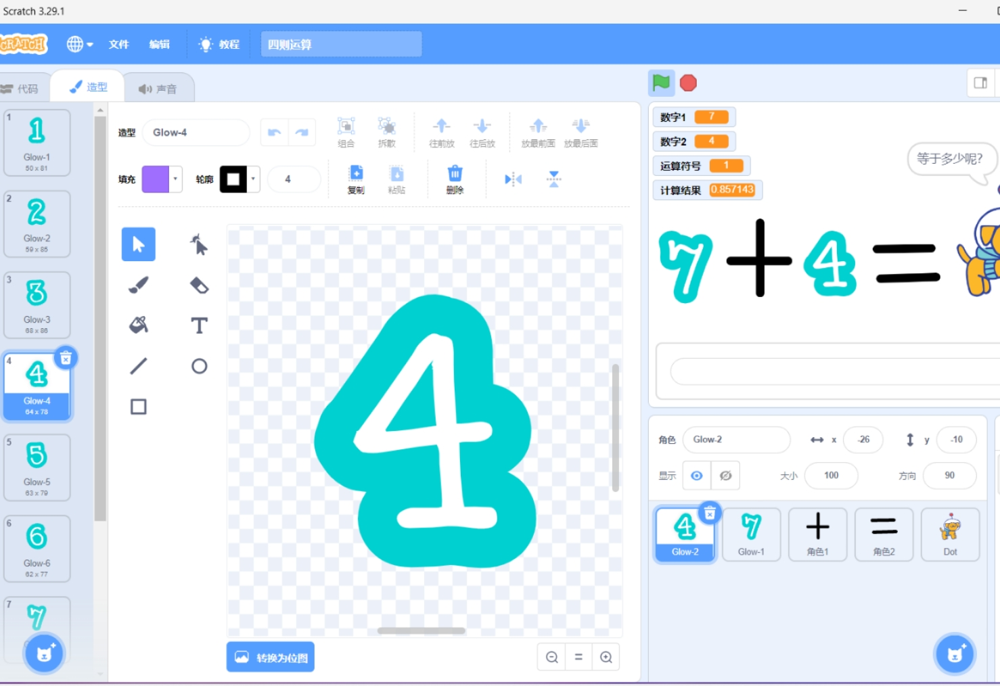 Scratch 3.29.1
SCRATCH 文件 编辑 教程 四则运算
代码 造型 声音
1
1
Glow-1
50 x 81
2
2
Glow-2
59 x 85
3
3
Glow-3
68 x 86
4
4
Glow-4
64 x 78
5
5
Glow-5
63 x 79
6
6
Glow-6
62 x 77
7
7
造型 Glow-4 组合 拆散 往前放 往后放 放最前面 放最后面
填充 轮廓 4 复制 粘贴 删除
T
4
转换为位图
数字1 7
数字2 4
运算符号 1
计算结果 0.857143
等于多少呢?
7 + 4 =
角色 Glow-2 x -26 y -10
显示 大小 100 方向 90
4 7 + =
Glow-2 Glow-1 角色1 角色2 Dot